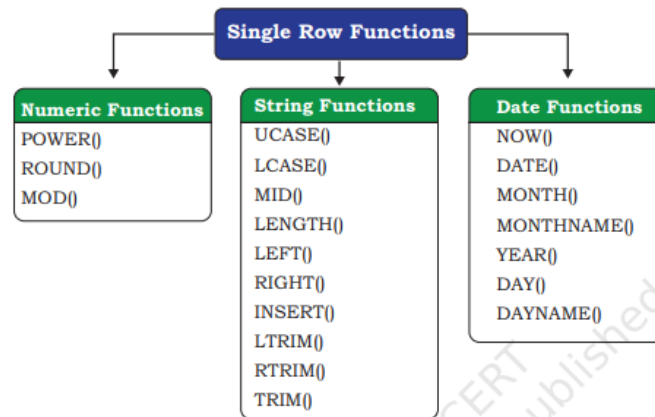 Single Row Functions
Numeric Functions
POWER()
ROUND()
MOD()
String Functions
UCASE()
LCASE()
MID()
LENGTH()
LEFT()
RIGHT()
INSERT()
LTRIM()
RTRIM()
TRIM()
Date Functions
NOW()
DATE()
MONTH()
MONTHNAME()
YEAR()
DAY()
DAYNAME()